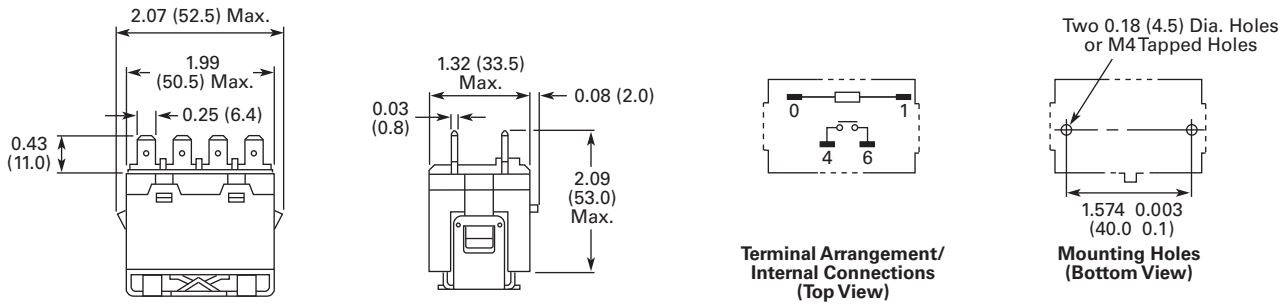 2.07 (52.5) Max.
1.99
(50.5) Max.
0.25 (6.4)
0.43
(11.0)
1.32 (33.5)
Max.
0.03
(0.8)
0.08 (2.0)
2.09
(53.0)
Max.
0
1
4
6
Terminal Arrangement/
Internal Connections
(Top View)
Two 0.18 (4.5) Dia. Holes
or M4 Tapped Holes
1.574 0.003
(40.0 0.1)
Mounting Holes
(Bottom View)